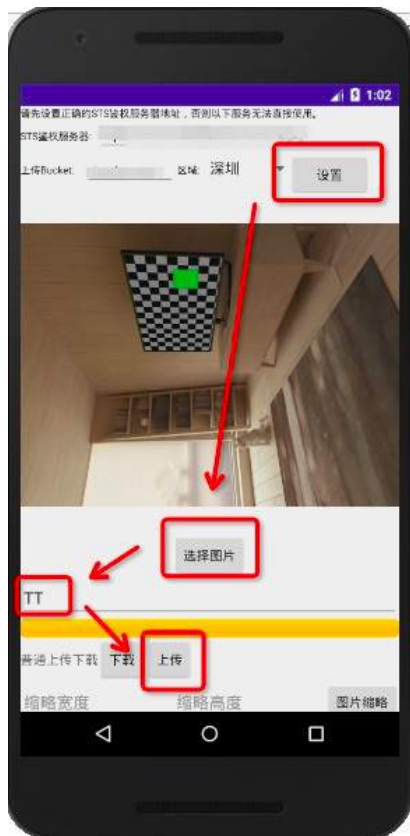 1:02
请先设置正确的STS鉴权服务器地址，否则以下服务无法直接使用。
STS鉴权服务器:
上传Bucket: 区域: 深圳 设置
选择图片
TT
普通上传下载 下载 上传
缩略宽度 缩略高度 图片缩略